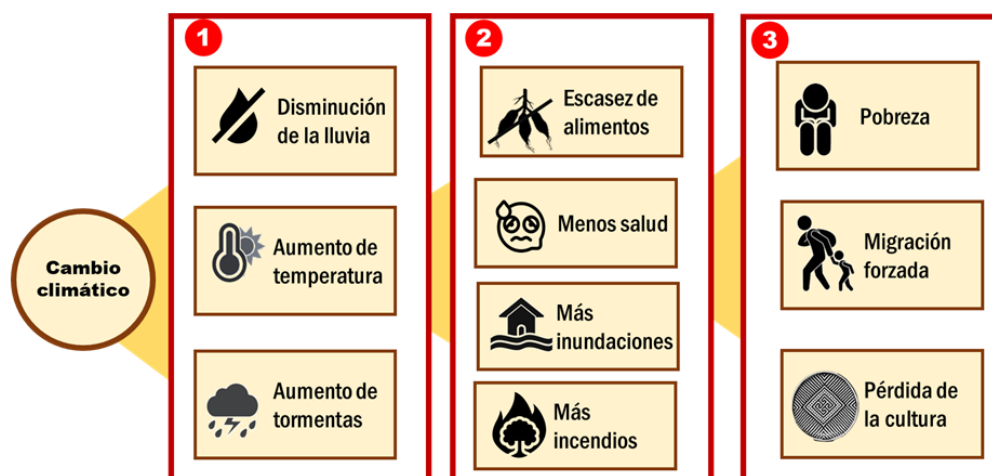 Cambio
climático
1
Disminución
de la lluvia
Aumento de
temperatura
Aumento de
tormentas
2
Escasez de
alimentos
Menos salud
Más
inundaciones
Más
incendios
3
Pobreza
Migración
forzada
Pérdida de
la cultura